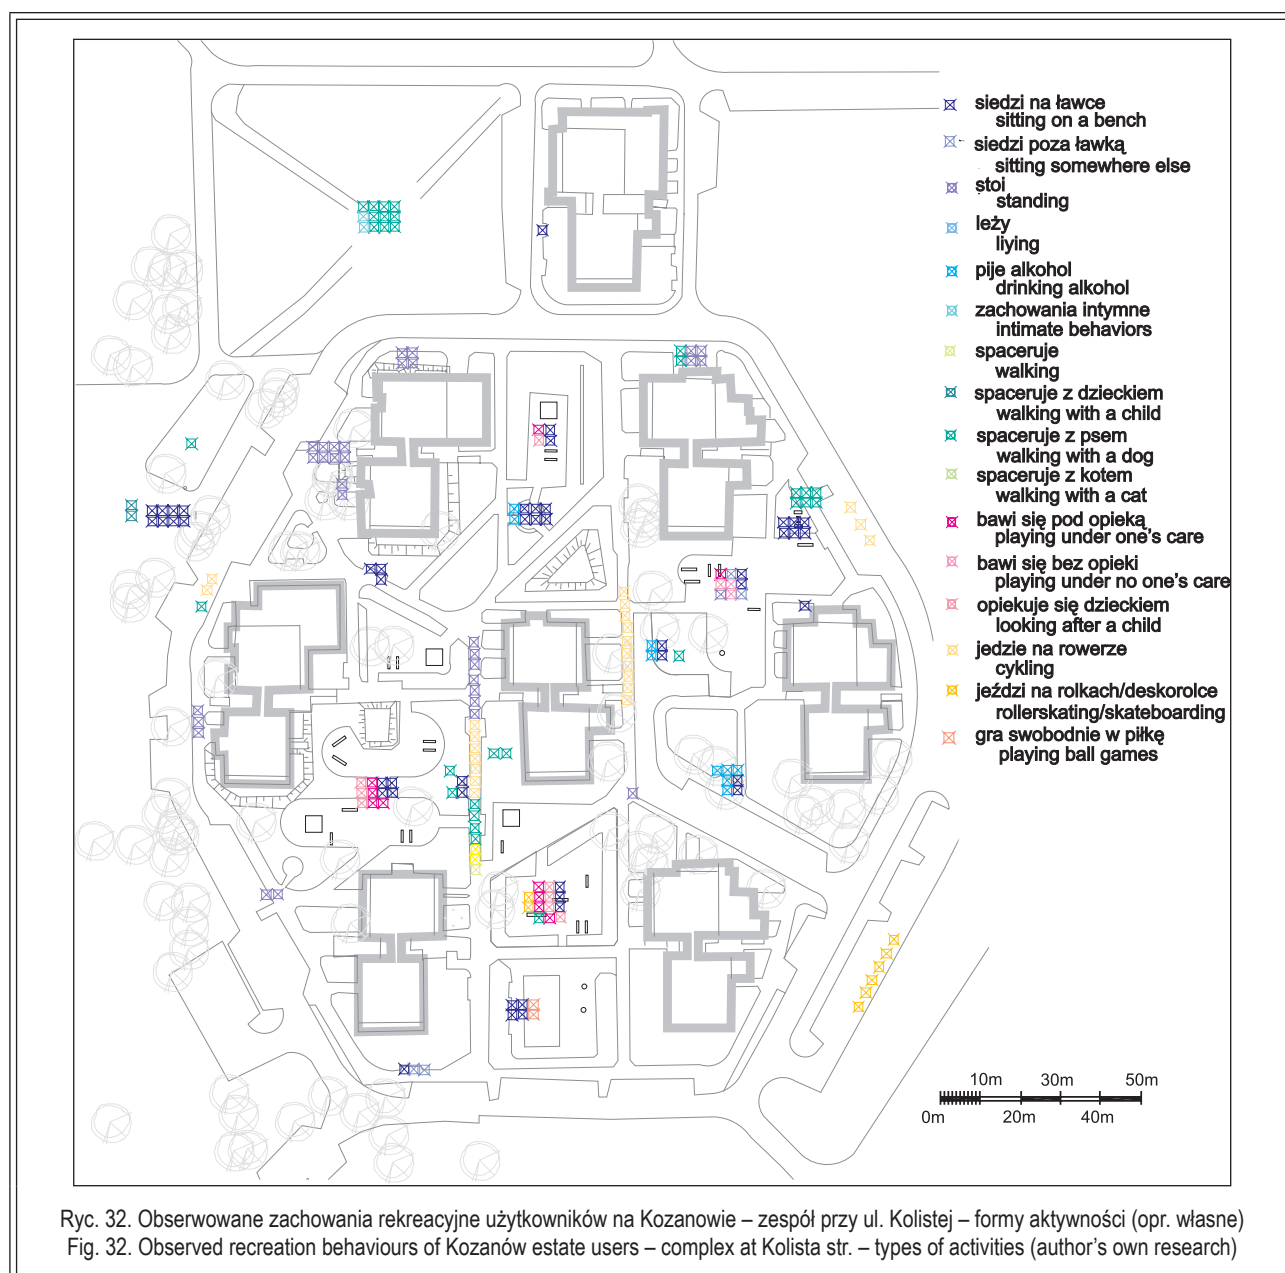 siedzi na ławce
sitting on a bench
siedzi poza ławką
sitting somewhere else
stoi
standing
leży
liying
pije alkohol
drinking alkohol
zachowania intymne
intimate behaviors
spaceruje
walking
spaceruje z dzieckiem
walking with a child
spaceruje z psem
walking with a dog
spaceruje z kotem
walking with a cat
bawi się pod opieką
playing under one's care
bawi się bez opieki
playing under no one's care
opiekuje się dzieckiem
looking after a child
jedzie na rowerze
cykling
jeździ na rolkach/deskorolce
rollerskating/skateboarding
gra swobodnie w piłkę
playing ball games
10m 30m 50m
0m 20m 40m
Ryc. 32. Obserwowane zachowania rekreacyjne użytkowników na Kozanowie – zespół przy ul. Kolistej – formy aktywności (opr. własne)
Fig. 32. Observed recreation behaviours of Kozanów estate users – complex at Kolista str. – types of activities (author's own research)